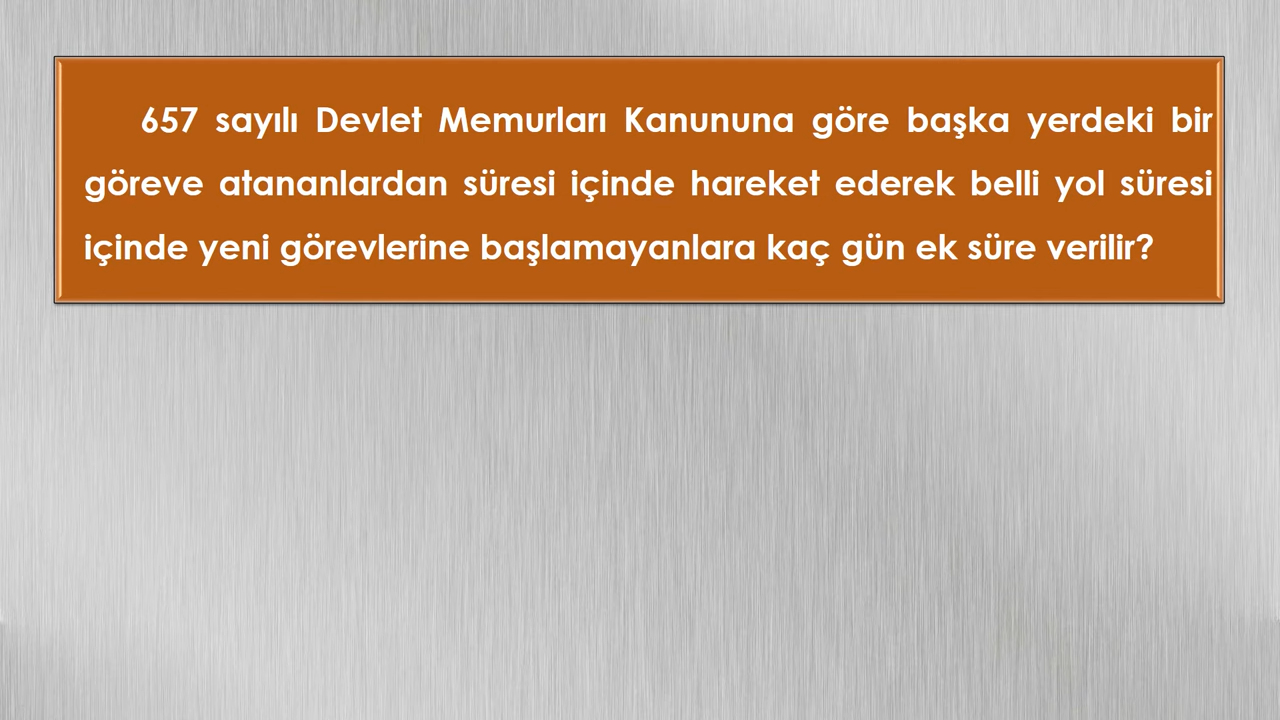 657 sayılı Devlet Memurları Kanununa göre başka yerdeki bir
göreve atananlardan süresi içinde hareket ederek belli yol süresi
içinde yeni görevlerine başlamayanlara kaç gün ek süre verilir?